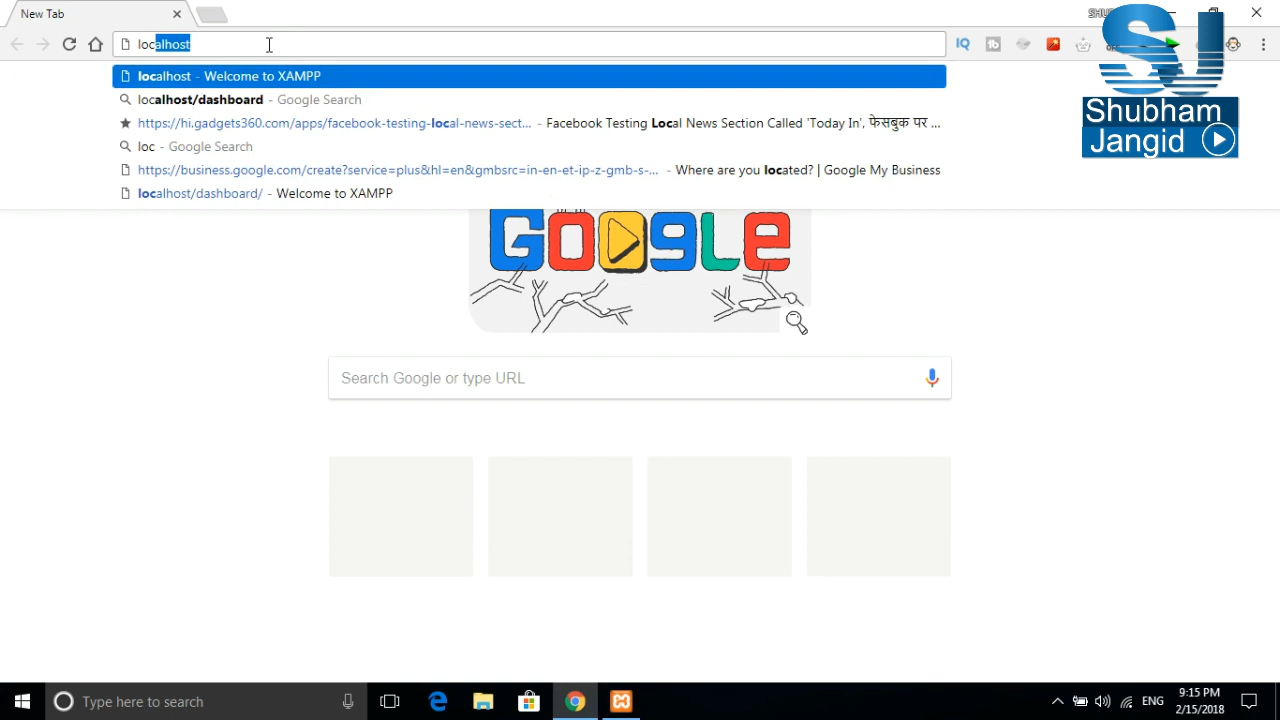 New Tab
localhost
localhost - Welcome to XAMPP
localhost/dashboard - Google Search
https://hi.gadgets360.com/apps/facebook-testing-local-news-sect... - Facebook Testing Local News Section Called 'Today In', फेसबुक पर ...
loc - Google Search
https://business.google.com/create?service=plus&hl=en&gmbsrc=in-en-et-ip-z-gmb-s-... - Where are you located? | Google My Business
localhost/dashboard/ - Welcome to XAMPP
IQ
tb
SJ
Shubham
Jangid
Google
Search Google or type URL
Type here to search
ENG
9:15 PM
2/15/2018